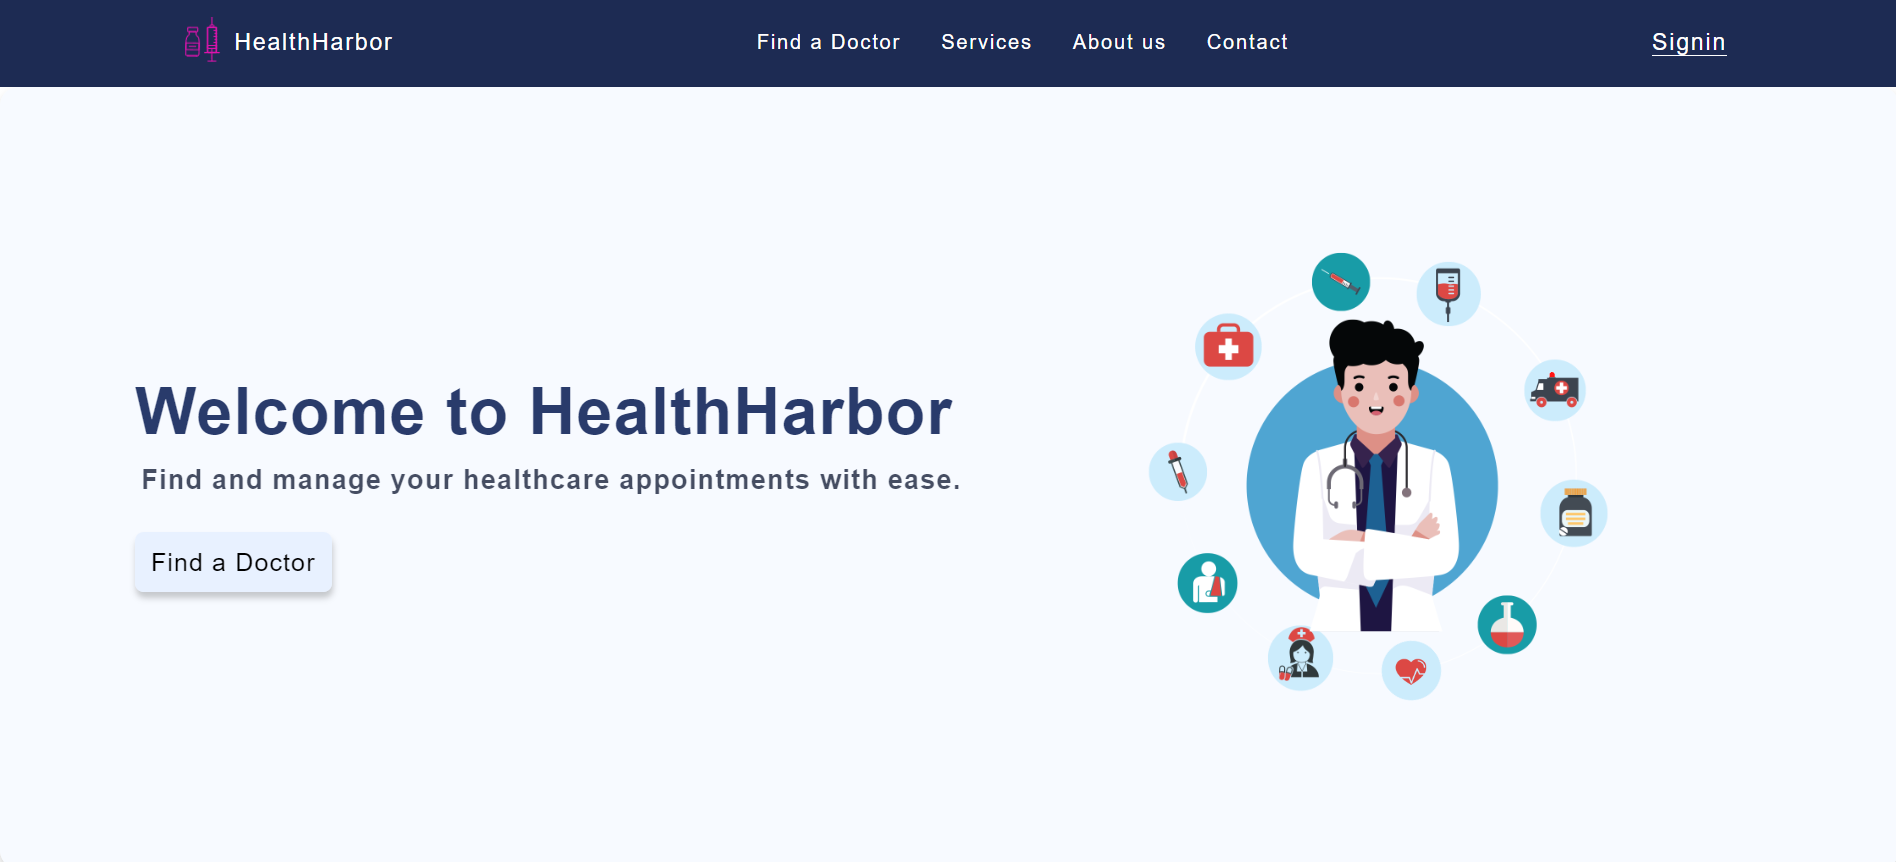 HealthHarbor
Find a Doctor
Services
About us
Contact
Signin
Welcome to HealthHarbor
Find and manage your healthcare appointments with ease.
Find a Doctor